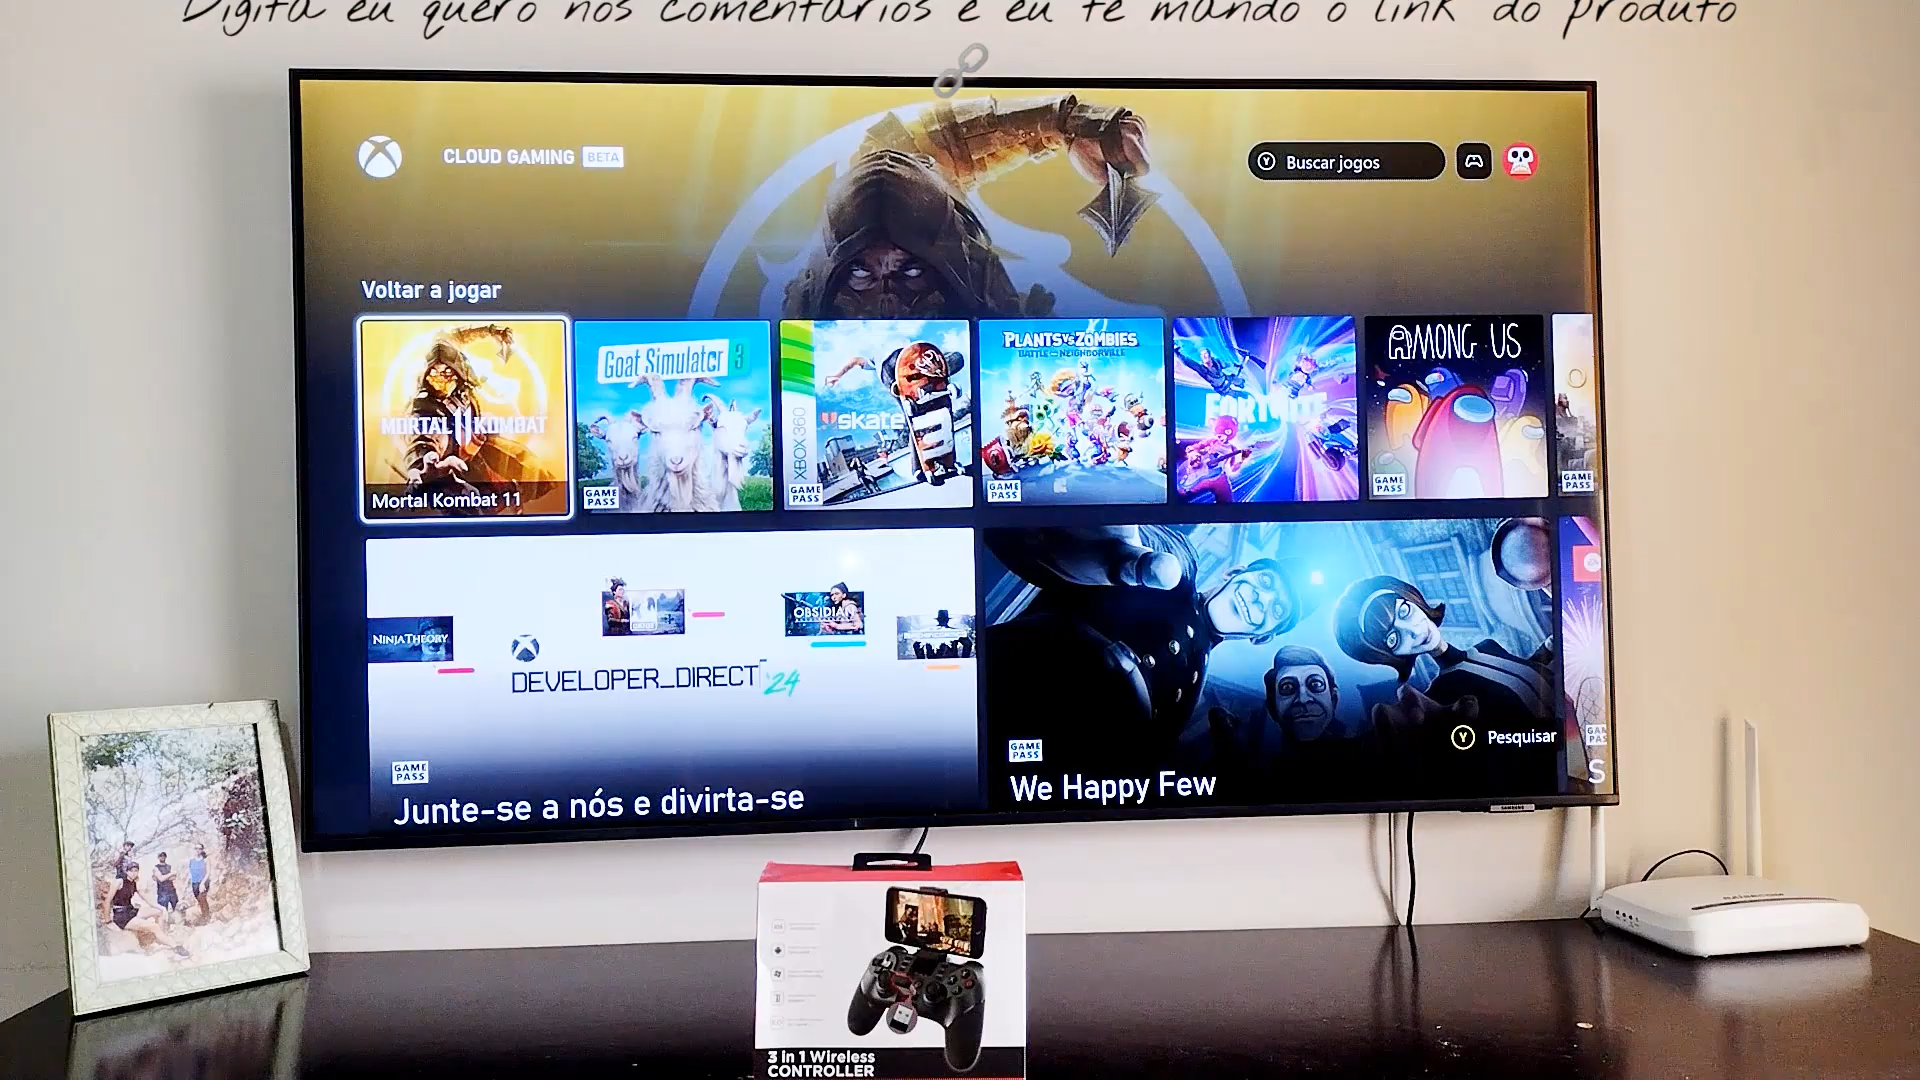 Digita eu quero nos comentários e eu te mando o link do produto
CLOUD GAMING BETA
Buscar jogos
Voltar a jogar
MORTAL KOMBAT 11
Mortal Kombat 11
Goat Simulator 3
GAME PASS
XBOX 360
skate 3
GAME PASS
PLANTS VS. ZOMBIES
BATTLE FOR NEIGHBORVILLE
GAME PASS
FORTNITE
AMONG US
GAME PASS
GAME PASS
NINJA THEORY
OBSIDIAN
DEVELOPER_DIRECT '24
GAME PASS
Junte-se a nós e divirta-se
GAME PASS
We Happy Few
Y Pesquisar
S
SAMSUNG
3 in 1 Wireless
CONTROLLER